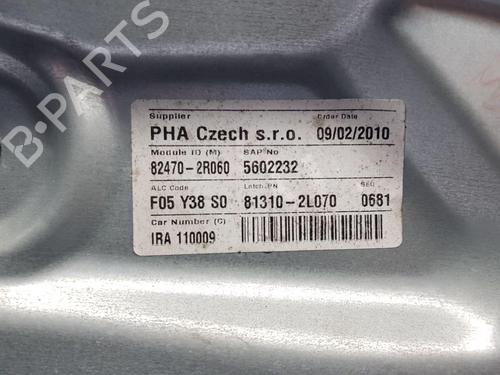 Supplier Order Date
PHA Czech s.r.o. 09/02/2010
Module ID (M) SAP No
82470-2R060 5602232
ALC Code Latch PN SEQ
F05 Y38 S0 81310-2L070 0681
Car Number (C)
IRA 110009
B-PARTS